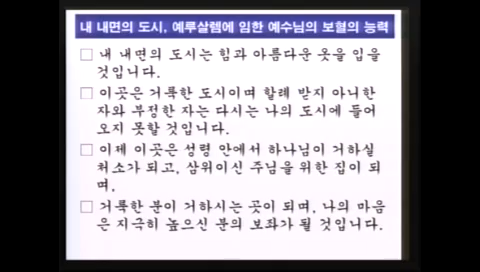 내 내면의 도시, 예루살렘에 임한 예수님의 보혈의 능력
□ 내 내면의 도시는 힘과 아름다운 옷을 입을
것입니다.
□ 이곳은 거룩한 도시이며 할례 받지 아니한
자와 부정한 자는 다시는 나의 도시에 들어
오지 못할 것입니다.
□ 이제 이곳은 성령 안에서 하나님이 거하실
처소가 되고, 삼위이신 주님을 위한 집이 되
며,
□ 거룩한 분이 거하시는 곳이 되며, 나의 마음
은 지극히 높으신 분의 보좌가 될 것입니다.